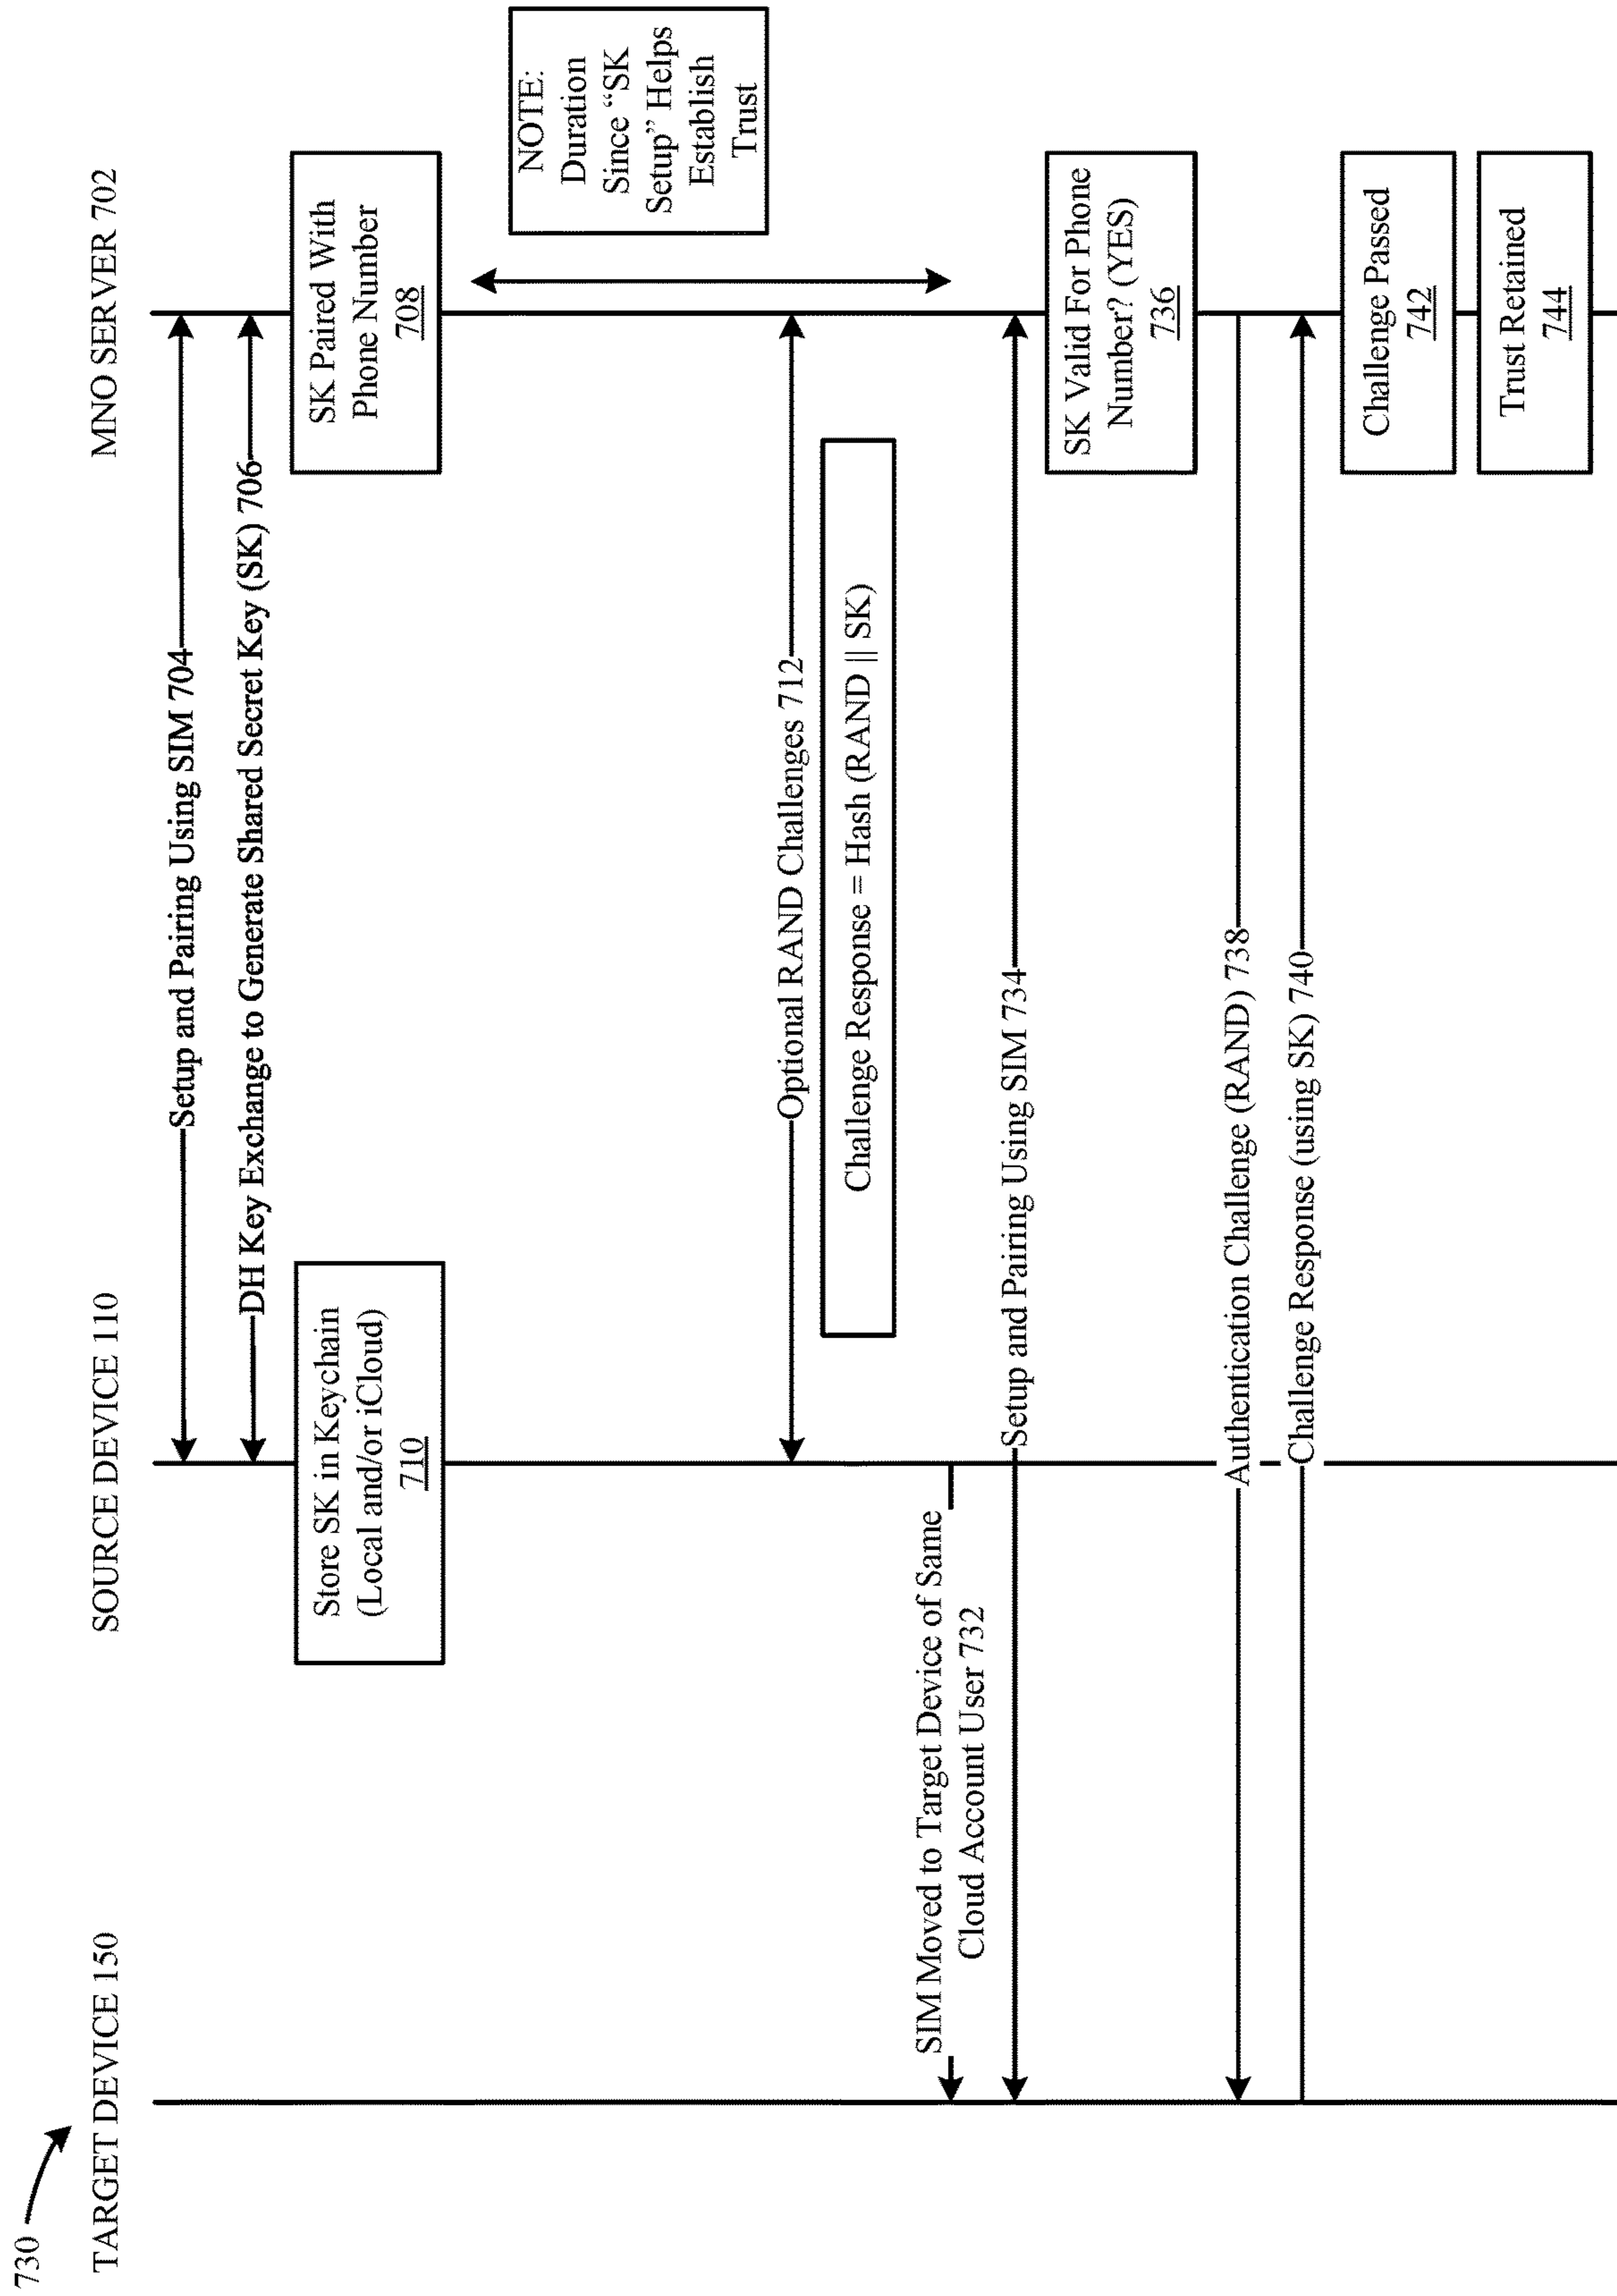 730
TARGET DEVICE 150
SOURCE DEVICE 110
MNO SERVER 702
Setup and Pairing Using SIM 704
DH Key Exchange to Generate Shared Secret Key (SK) 706
Store SK in Keychain
(Local and/or iCloud)
710
SK Paired With
Phone Number
708
NOTE:
Duration
Since “SK
Setup” Helps
Establish
Trust
Optional RAND Challenges 712
Challenge Response = Hash (RAND || SK)
SIM Moved to Target Device of Same
Cloud Account User 732
Setup and Pairing Using SIM 734
SK Valid For Phone
Number? (YES)
736
Authentication Challenge (RAND) 738
Challenge Response (using SK) 740
Challenge Passed
742
Trust Retained
744